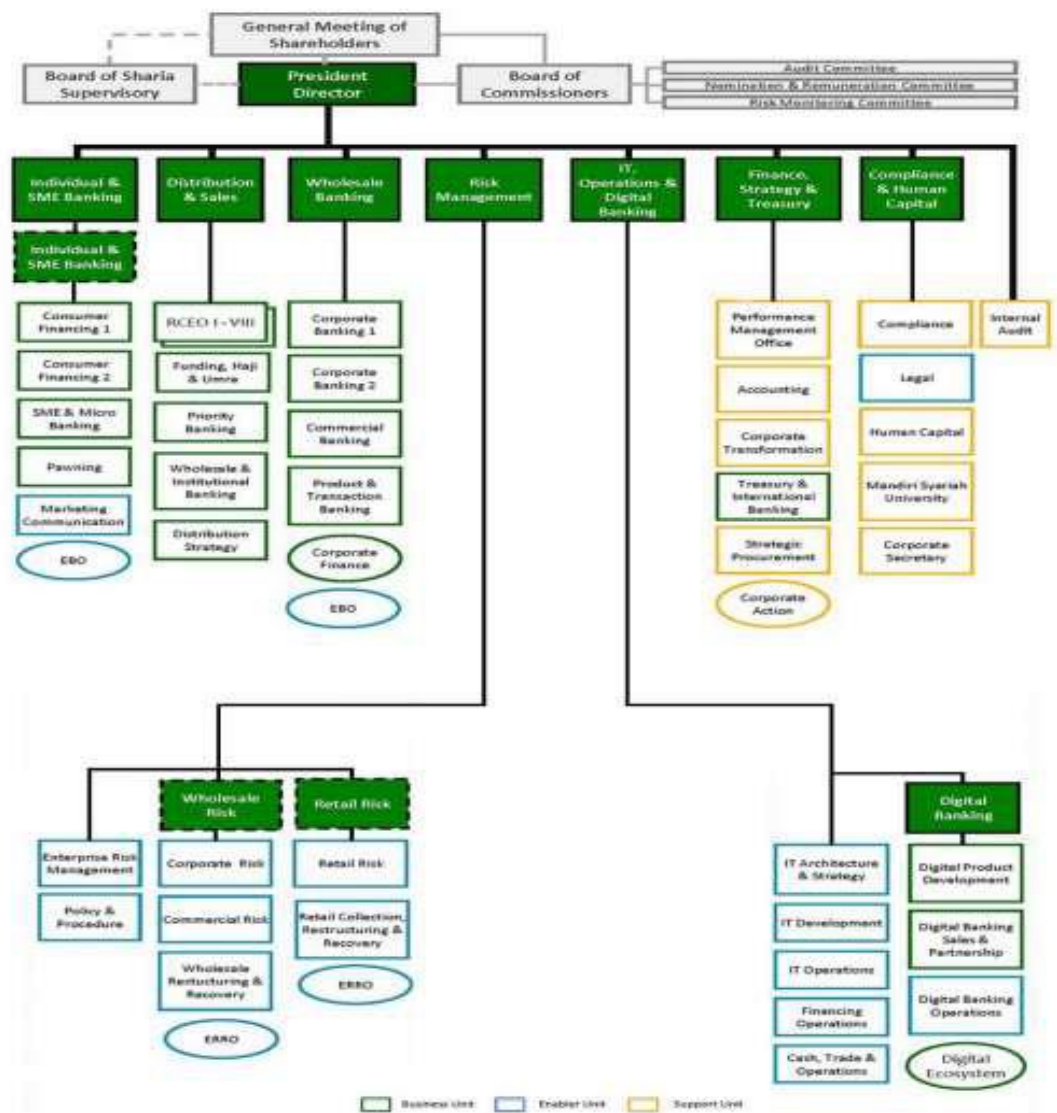 General Meeting of
Shareholders
Board of Sharia
Supervisory
President
Director
Board of
Commissioners
Audit Committee
Nomination & Remuneration Committee
Risk Monitoring Committee
Individual &
SME Banking
Distribution
& Sales
Wholesale
Banking
Risk
Management
IT,
Operations &
Digital
Banking
Finance,
Strategy &
Treasury
Compliance
& Human
Capital
Individual &
SME Banking
Consumer
Financing 1
Consumer
Financing 2
SME & Micro
Banking
Pawning
Marketing
Communication
EBO
RCEO I - VIII
Funding, Haji
& Umra
Priority
Banking
Wholesale &
Institutional
Banking
Distribution
Strategy
Corporate
Banking 1
Corporate
Banking 2
Commercial
Banking
Product &
Transaction
Banking
Corporate
Finance
EBO
Performance
Management
Office
Accounting
Corporate
Transformation
Treasury &
International
Banking
Strategic
Procurement
Corporate
Action
Compliance
Legal
Human Capital
Mandiri Syariah
University
Corporate
Secretary
Internal
Audit
Wholesale
Risk
Retail Risk
Enterprise Risk
Management
Policy &
Procedure
Corporate Risk
Commercial Risk
Wholesale
Restucturing &
Recovery
ERRO
Retail Risk
Retail Collection,
Restructuring &
Recovery
ERRO
Digital
Banking
IT Architecture
& Strategy
IT Development
IT Operations
Financing
Operations
Cash, Trade &
Operations
Digital Product
Development
Digital Banking
Sales &
Partnership
Digital Banking
Operations
Digital
Ecosystem
Business Unit
Enabler Unit
Support Unit